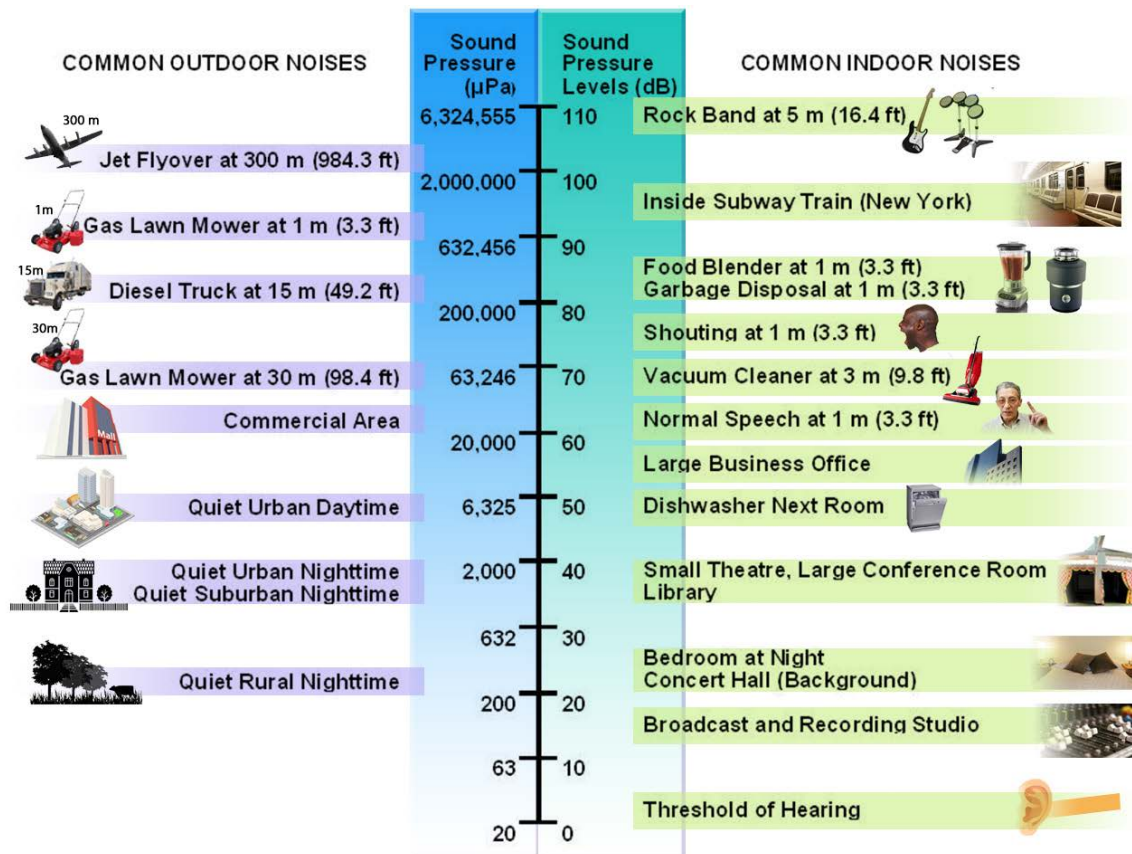 COMMON OUTDOOR NOISES
Sound
Pressure
(µPa)
Sound
Pressure
Levels (dB)
COMMON INDOOR NOISES
6,324,555
110
Rock Band at 5 m (16.4 ft)
300 m
Jet Flyover at 300 m (984.3 ft)
2,000,000
100
Inside Subway Train (New York)
1m
Gas Lawn Mower at 1 m (3.3 ft)
632,456
90
Food Blender at 1 m (3.3 ft)
Garbage Disposal at 1 m (3.3 ft)
15m
Diesel Truck at 15 m (49.2 ft)
200,000
80
Shouting at 1 m (3.3 ft)
30m
Gas Lawn Mower at 30 m (98.4 ft)
63,246
70
Vacuum Cleaner at 3 m (9.8 ft)
Commercial Area
Mall
Normal Speech at 1 m (3.3 ft)
20,000
60
Large Business Office
Quiet Urban Daytime
6,325
50
Dishwasher Next Room
Quiet Urban Nighttime
Quiet Suburban Nighttime
2,000
40
Small Theatre, Large Conference Room
Library
632
30
Bedroom at Night
Concert Hall (Background)
Quiet Rural Nighttime
200
20
Broadcast and Recording Studio
63
10
Threshold of Hearing
20
0